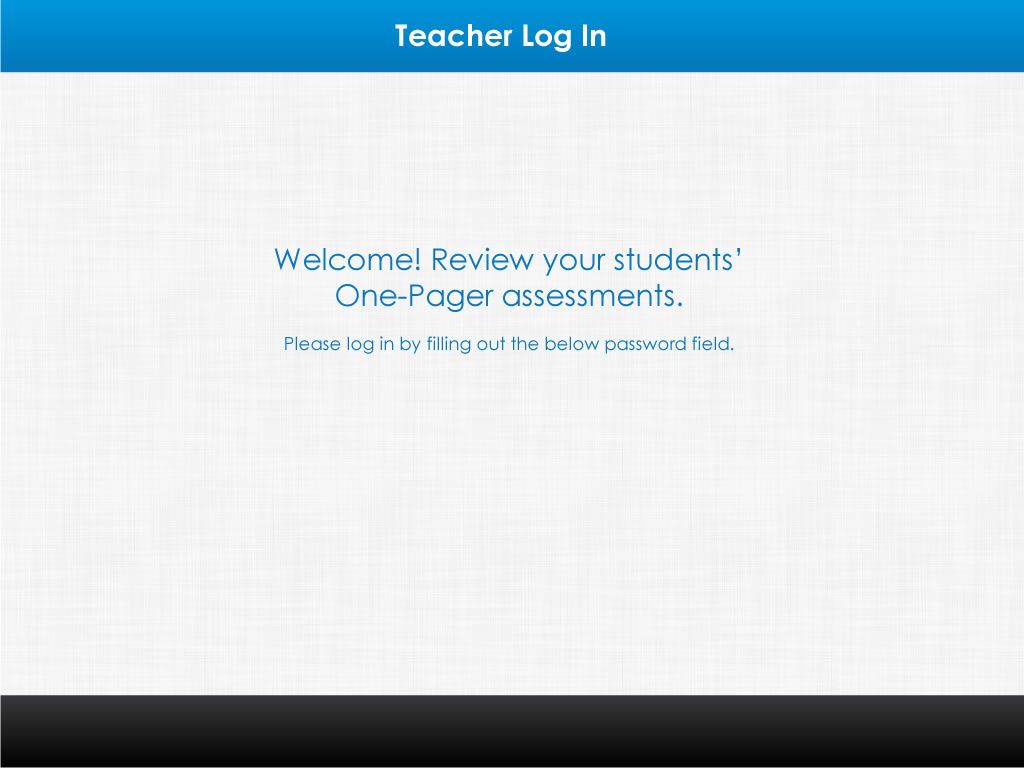 Teacher Log In
Welcome! Review your students’
One-Pager assessments.
Please log in by filling out the below password field.